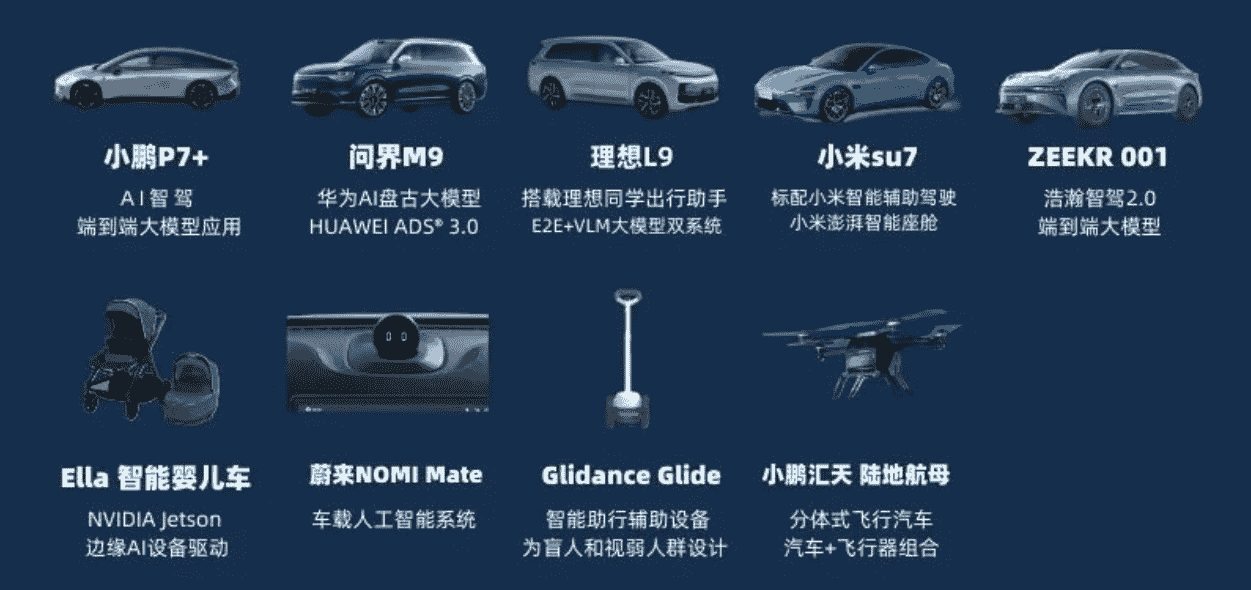 小鹏P7+
AI智驾
端到端大模型应用
问界M9
华为AI盘古大模型
HUAWEI ADS® 3.0
理想L9
搭载理想同学出行助手
E2E+VLM大模型双系统
小米su7
标配小米智能辅助驾驶
小米澎湃智能座舱
ZEEKR 001
浩瀚智驾2.0
端到端大模型
Ella 智能婴儿车
NVIDIA Jetson
边缘AI设备驱动
蔚来NOMI Mate
车载人工智能系统
Glidance Glide
智能助行辅助设备
为盲人和视弱人群设计
小鹏汇天 陆地航母
分体式飞行汽车
汽车+飞行器组合